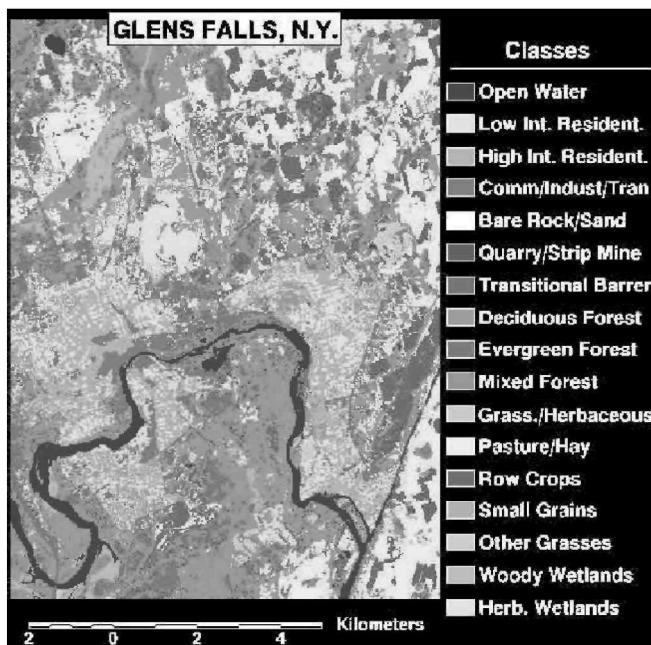 GLENS FALLS, N.Y.
Classes
Open Water
Low Int. Resident.
High Int. Resident.
Comm/Indust/Tran
Bare Rock/Sand
Quarry/Strip Mine
Transitional Barren
Deciduous Forest
Evergreen Forest
Mixed Forest
Grass./Herbaceous
Pasture/Hay
Row Crops
Small Grains
Other Grasses
Woody Wetlands
Herb. Wetlands
2 0 2 4 Kilometers